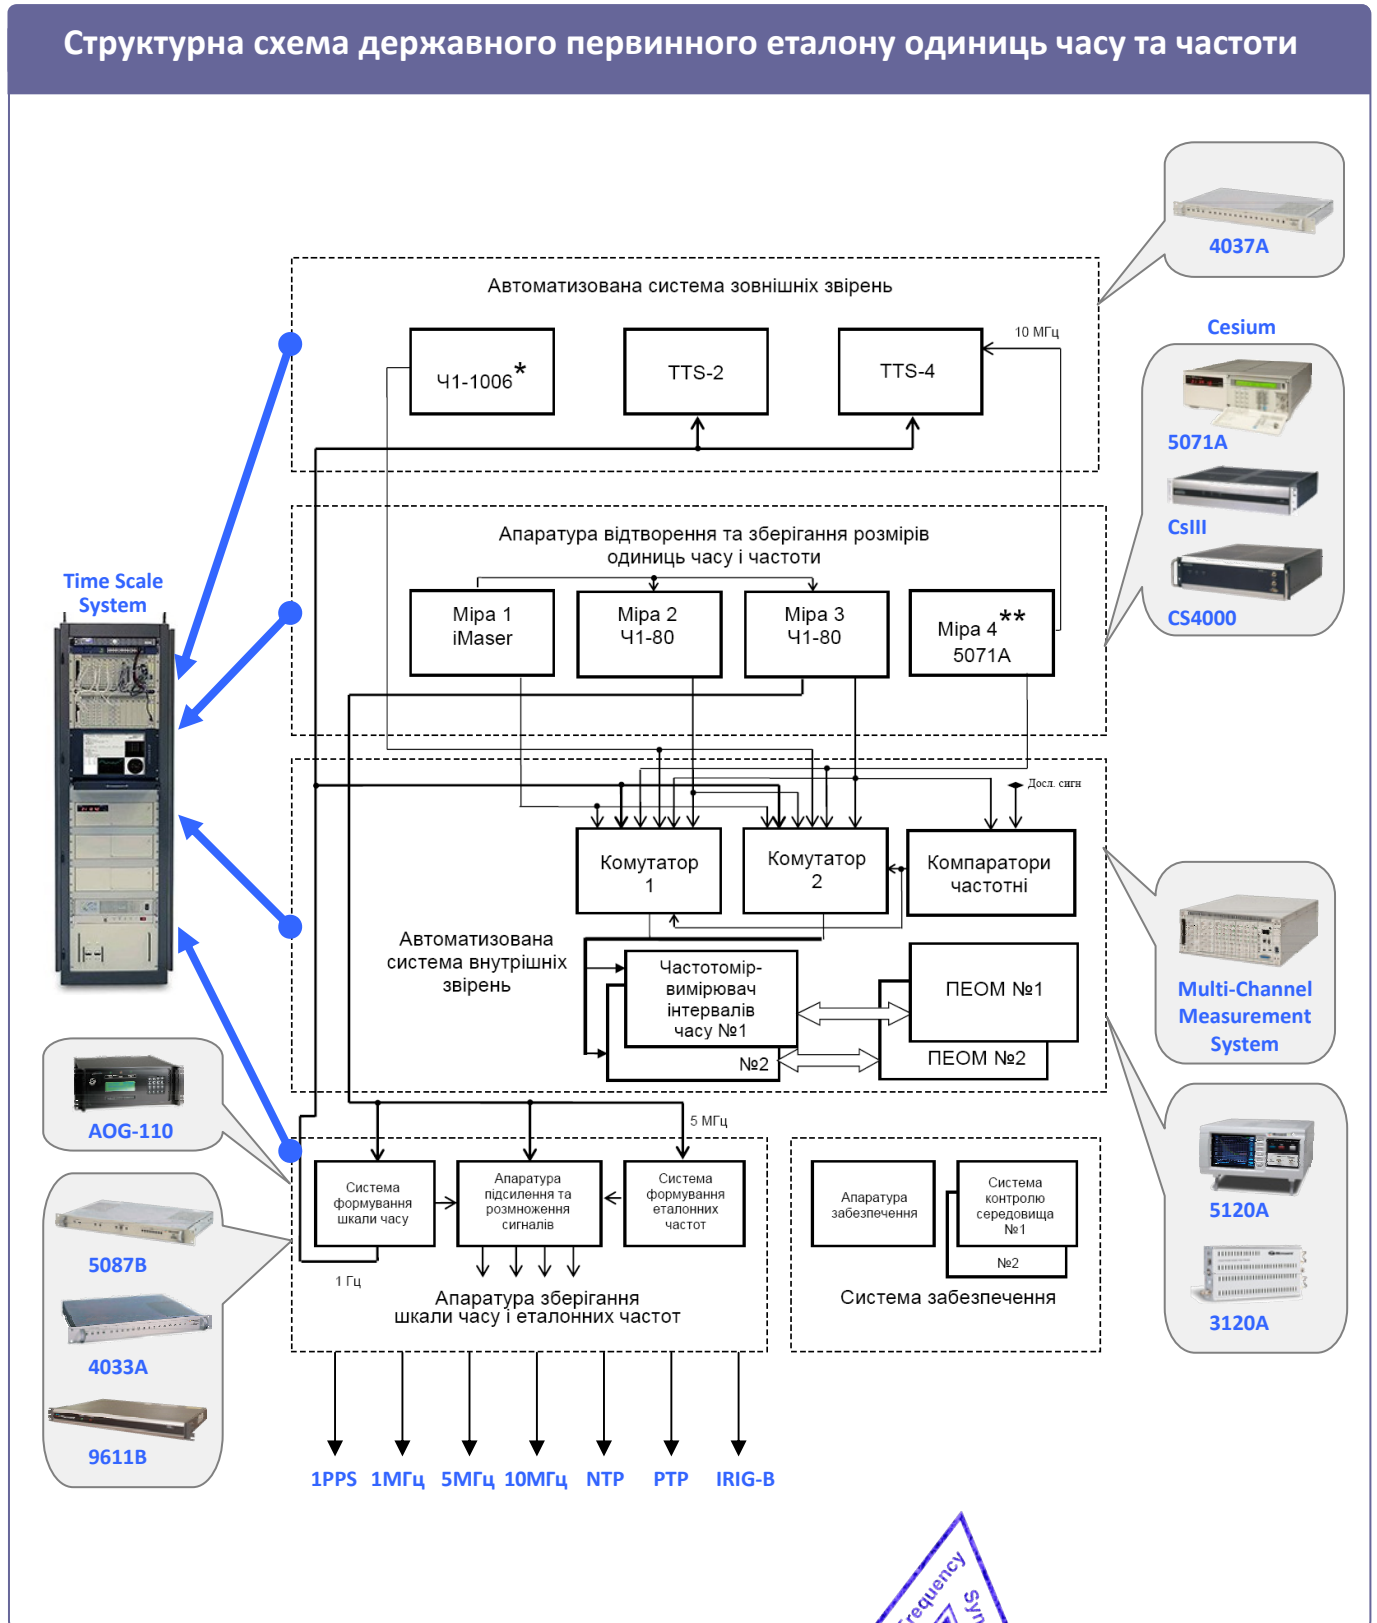 Структурна схема державного первинного еталону одиниць часу та частоти
4037A
Автоматизована система зовнішніх звірень
Ч1-1006*
TTS-2
TTS-4
10 МГц
Cesium
5071A
CsIII
CS4000
Апаратура відтворення та зберігання розмірів
одиниць часу і частоти
Міра 1
iMaser
Міра 2
Ч1-80
Міра 3
Ч1-80
Міра 4**
5071А
Time Scale
System
Досл. сигн
Комутатор
1
Комутатор
2
Компаратори
частотні
Автоматизована
система внутрішніх
звірень
Частотомір-
вимірювач
інтервалів
часу №1
№2
ПЕОМ №1
ПЕОМ №2
Multi-Channel
Measurement
System
AOG-110
5 МГц
Система
формування
шкали часу
Апаратура
підсилення та
розмноження
сигналів
Система
формування
еталонних
частот
1 Гц
Апаратура зберігання
шкали часу і еталонних частот
Апаратура
забезпечення
Система
контролю
середовища
№1
№2
Система забезпечення
5087B
4033A
9611B
5120A
3120A
1PPS
1МГц
5МГц
10МГц
NTP
PTP
IRIG-B